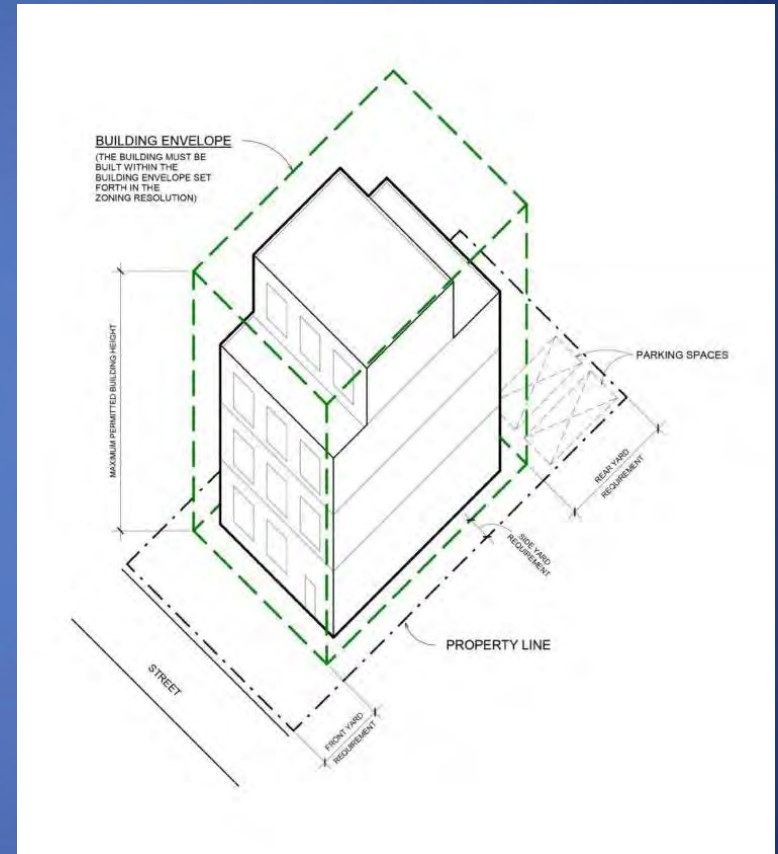 BUILDING ENVELOPE
(THE BUILDING MUST BE
BUILT WITHIN THE
BUILDING ENVELOPE SET
FORTH IN THE
ZONING RESOLUTION)
MAXIMUM PERMITTED BUILDING HEIGHT
PARKING SPACES
REAR YARD
REQUIREMENT
SIDE YARD
REQUIREMENT
PROPERTY LINE
STREET
FRONT YARD
REQUIREMENT